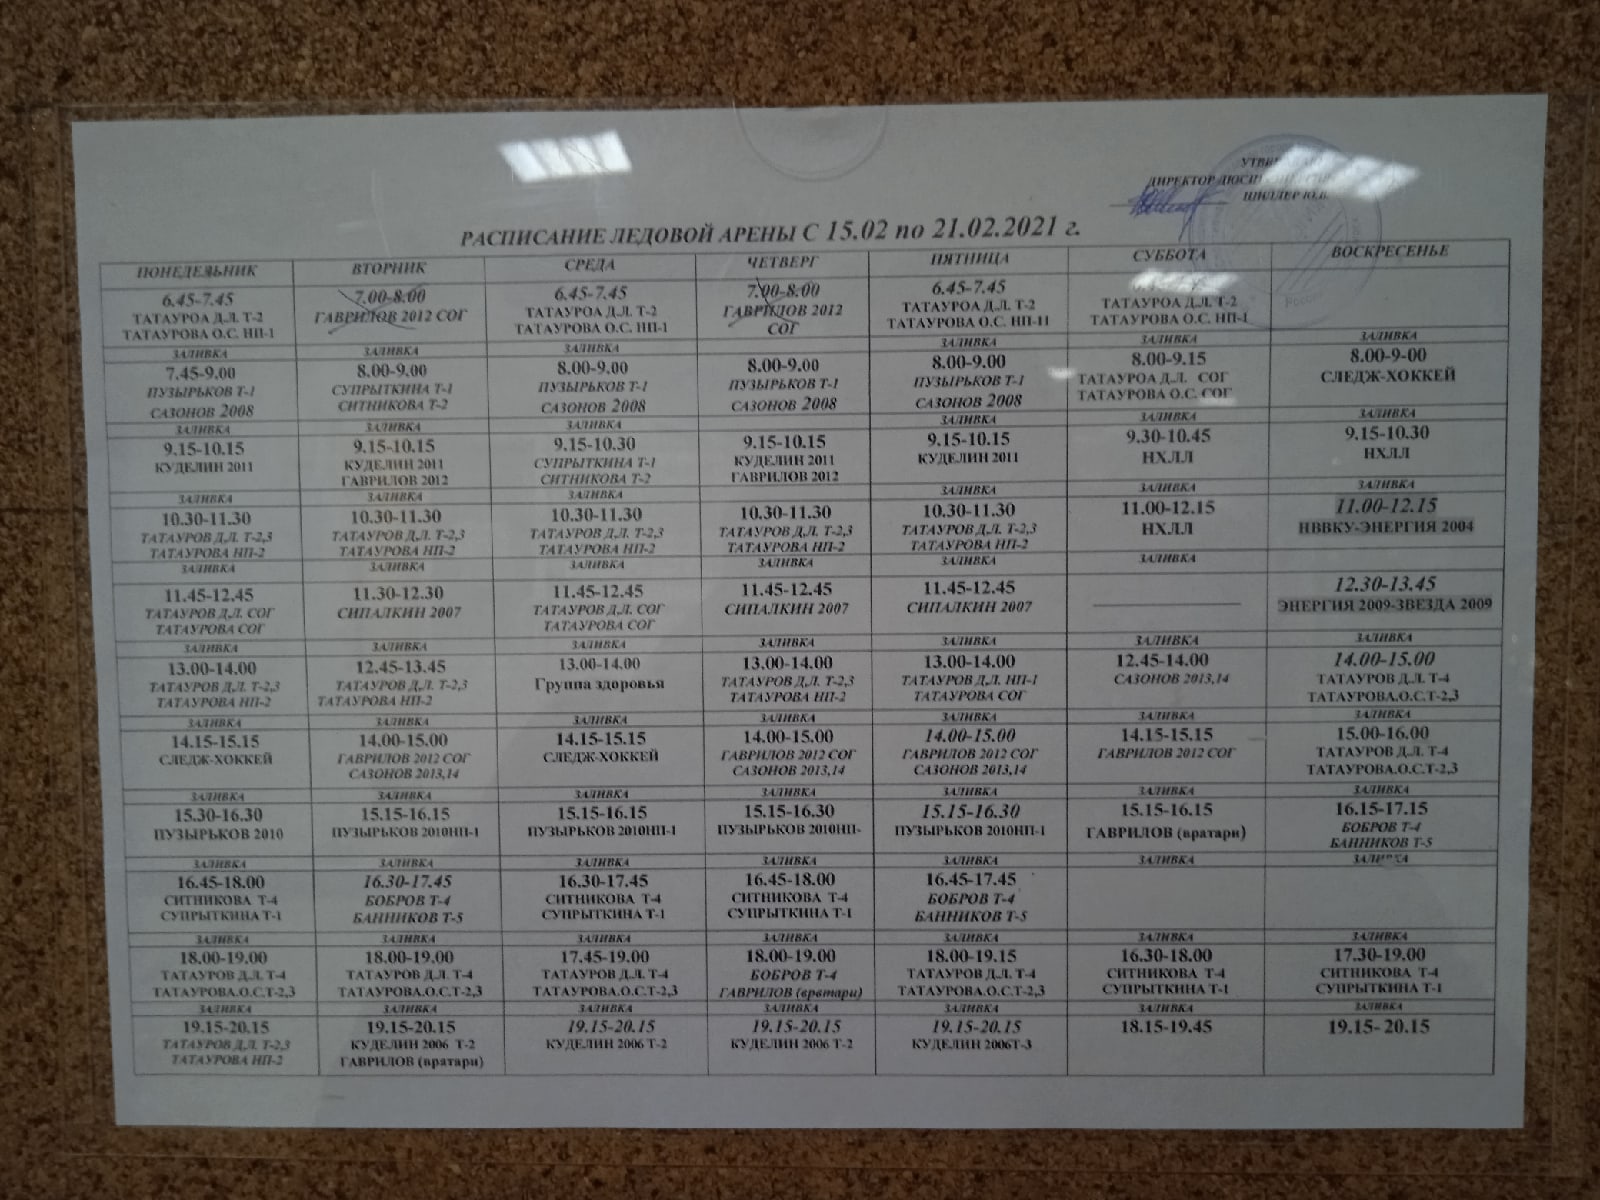 ДИРЕКТОР
ШИЛЛЕР Ю.В.
РАСПИСАНИЕ ЛЕДОВОЙ АРЕНЫ С 15.02 по 21.02.2021 г.
ПОНЕДЕЛЬНИК ВТОРНИК СРЕДА ЧЕТВЕРГ ПЯТНИЦА СУББОТА ВОСКРЕСЕНЬЕ
6.45-7.45 7.00-8.00 6.45-7.45 7.00-8.00 6.45-7.45
ТАТАУРОА Д.Л. Т-2 ГАВРИЛОВ 2012 СОГ ТАТАУРОА Д.Л. Т-2 ГАВРИЛОВ 2012 ТАТАУРОА Д.Л. Т-2 ТАТАУРОА Д.Л. Т-2
ТАТАУРОВА О.С. НП-1 ТАТАУРОВА О.С. НП-1 СОГ ТАТАУРОВА О.С. НП-11 ТАТАУРОВА О.С. НП-1
ЗАЛИВКА ЗАЛИВКА ЗАЛИВКА ЗАЛИВКА ЗАЛИВКА ЗАЛИВКА
7.45-9.00 8.00-9.00 8.00-9.00 8.00-9.00 8.00-9.00 8.00-9.15 8.00-9-00
ПУЗЫРЬКОВ Т-1 СУПРЫТКИНА Т-1 ПУЗЫРЬКОВ Т-1 ПУЗЫРЬКОВ Т-1 ПУЗЫРЬКОВ Т-1 ТАТАУРОА Д.Л. СОГ СЛЕДЖ-ХОККЕЙ
САЗОНОВ 2008 СИТНИКОВА Т-2 САЗОНОВ 2008 САЗОНОВ 2008 САЗОНОВ 2008 ТАТАУРОВА О.С. СОГ
ЗАЛИВКА ЗАЛИВКА ЗАЛИВКА ЗАЛИВКА ЗАЛИВКА ЗАЛИВКА ЗАЛИВКА
9.15-10.15 9.15-10.15 9.15-10.30 9.15-10.15 9.15-10.15 9.30-10.45 9.15-10.30
КУДЕЛИН 2011 КУДЕЛИН 2011 СУПРЫТКИНА Т-1 КУДЕЛИН 2011 КУДЕЛИН 2011 НХЛЛ НХЛЛ
ГАВРИЛОВ 2012 СИТНИКОВА Т-2 ГАВРИЛОВ 2012
ЗАЛИВКА ЗАЛИВКА ЗАЛИВКА ЗАЛИВКА ЗАЛИВКА ЗАЛИВКА ЗАЛИВКА
10.30-11.30 10.30-11.30 10.30-11.30 10.30-11.30 10.30-11.30 11.00-12.15 11.00-12.15
ТАТАУРОВ Д.Л. Т-2,3 ТАТАУРОВ Д.Л. Т-2,3 ТАТАУРОВ Д.Л. Т-2,3 ТАТАУРОВ Д.Л. Т-2,3 ТАТАУРОВ Д.Л. Т-2,3 НХЛЛ НВВКУ-ЭНЕРГИЯ 2004
ТАТАУРОВА НП-2 ТАТАУРОВА НП-2 ТАТАУРОВА НП-2 ТАТАУРОВА НП-2 ТАТАУРОВА НП-2
ЗАЛИВКА ЗАЛИВКА ЗАЛИВКА ЗАЛИВКА ЗАЛИВКА ЗАЛИВКА
11.45-12.45 11.30-12.30 11.45-12.45 11.45-12.45 11.45-12.45 12.30-13.45
ТАТАУРОВ Д.Л. СОГ СИПАЛКИН 2007 ТАТАУРОВ Д.Л. СОГ СИПАЛКИН 2007 СИПАЛКИН 2007 ЭНЕРГИЯ 2009-ЗВЕЗДА 2009
ТАТАУРОВА СОГ ТАТАУРОВА СОГ
ЗАЛИВКА ЗАЛИВКА ЗАЛИВКА ЗАЛИВКА ЗАЛИВКА ЗАЛИВКА ЗАЛИВКА
13.00-14.00 12.45-13.45 13.00-14.00 13.00-14.00 13.00-14.00 12.45-14.00 14.00-15.00
ТАТАУРОВ Д.Л. Т-2,3 ТАТАУРОВ Д.Л. Т-2,3 Группа здоровья ТАТАУРОВ Д.Л. Т-2,3 ТАТАУРОВ Д.Л. НП-1 САЗОНОВ 2013,14 ТАТАУРОВ Д.Л. Т-4
ТАТАУРОВА НП-2 ТАТАУРОВА НП-2 ТАТАУРОВА НП-2 ТАТАУРОВА СОГ ТАТАУРОВА.О.С.Т-2,3
ЗАЛИВКА ЗАЛИВКА ЗАЛИВКА ЗАЛИВКА ЗАЛИВКА ЗАЛИВКА ЗАЛИВКА
14.15-15.15 14.00-15.00 14.15-15.15 14.00-15.00 14.00-15.00 14.15-15.15 15.00-16.00
СЛЕДЖ-ХОККЕЙ ГАВРИЛОВ 2012 СОГ СЛЕДЖ-ХОККЕЙ ГАВРИЛОВ 2012 СОГ ГАВРИЛОВ 2012 СОГ ГАВРИЛОВ 2012 СОГ ТАТАУРОВ Д.Л. Т-4
САЗОНОВ 2013,14 САЗОНОВ 2013,14 САЗОНОВ 2013,14 ТАТАУРОВА.О.С.Т-2,3
ЗАЛИВКА ЗАЛИВКА ЗАЛИВКА ЗАЛИВКА ЗАЛИВКА ЗАЛИВКА ЗАЛИВКА
15.30-16.30 15.15-16.15 15.15-16.15 15.15-16.30 15.15-16.30 15.15-16.15 16.15-17.15
ПУЗЫРЬКОВ 2010 ПУЗЫРЬКОВ 2010НП-1 ПУЗЫРЬКОВ 2010НП-1 ПУЗЫРЬКОВ 2010НП- ПУЗЫРЬКОВ 2010НП-1 ГАВРИЛОВ (вратари) БОБРОВ Т-4
БАННИКОВ Т-5
ЗАЛИВКА ЗАЛИВКА ЗАЛИВКА ЗАЛИВКА ЗАЛИВКА ЗАЛИВКА ЗАЛИВКА
16.45-18.00 16.30-17.45 16.30-17.45 16.45-18.00 16.45-17.45
СИТНИКОВА Т-4 БОБРОВ Т-4 СИТНИКОВА Т-4 СИТНИКОВА Т-4 БОБРОВ Т-4
СУПРЫТКИНА Т-1 БАННИКОВ Т-5 СУПРЫТКИНА Т-1 СУПРЫТКИНА Т-1 БАННИКОВ Т-5
ЗАЛИВКА ЗАЛИВКА ЗАЛИВКА ЗАЛИВКА ЗАЛИВКА ЗАЛИВКА ЗАЛИВКА
18.00-19.00 18.00-19.00 17.45-19.00 18.00-19.00 18.00-19.15 16.30-18.00 17.30-19.00
ТАТАУРОВ Д.Л. Т-4 ТАТАУРОВ Д.Л. Т-4 ТАТАУРОВ Д.Л. Т-4 БОБРОВ Т-4 ТАТАУРОВ Д.Л. Т-4 СИТНИКОВА Т-4 СИТНИКОВА Т-4
ТАТАУРОВА.О.С.Т-2,3 ТАТАУРОВА.О.С.Т-2,3 ТАТАУРОВА.О.С.Т-2,3 ГАВРИЛОВ (вратари) ТАТАУРОВА.О.С.Т-2,3 СУПРЫТКИНА Т-1 СУПРЫТКИНА Т-1
ЗАЛИВКА ЗАЛИВКА ЗАЛИВКА ЗАЛИВКА ЗАЛИВКА ЗАЛИВКА ЗАЛИВКА
19.15-20.15 19.15-20.15 19.15-20.15 19.15-20.15 19.15-20.15 18.15-19.45 19.15- 20.15
ТАТАУРОВ Д.Л. Т-2,3 КУДЕЛИН 2006 Т-2 КУДЕЛИН 2006 Т-2 КУДЕЛИН 2006 Т-2 КУДЕЛИН 2006Т-3
ТАТАУРОВА НП-2 ГАВРИЛОВ (вратари)